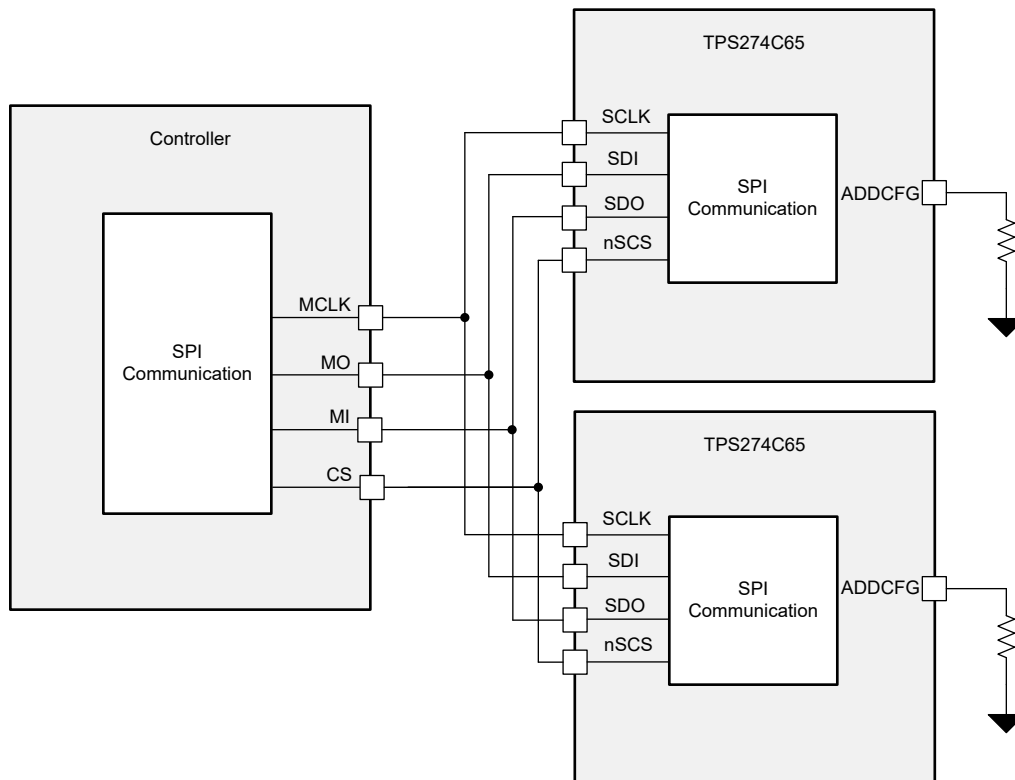 TPS274C65
SCLK
SDI
SDO
nSCS
SPI
Communication
ADDCFG
Controller
SPI
Communication
MCLK
MO
MI
CS
TPS274C65
SCLK
SDI
SDO
nSCS
SPI
Communication
ADDCFG